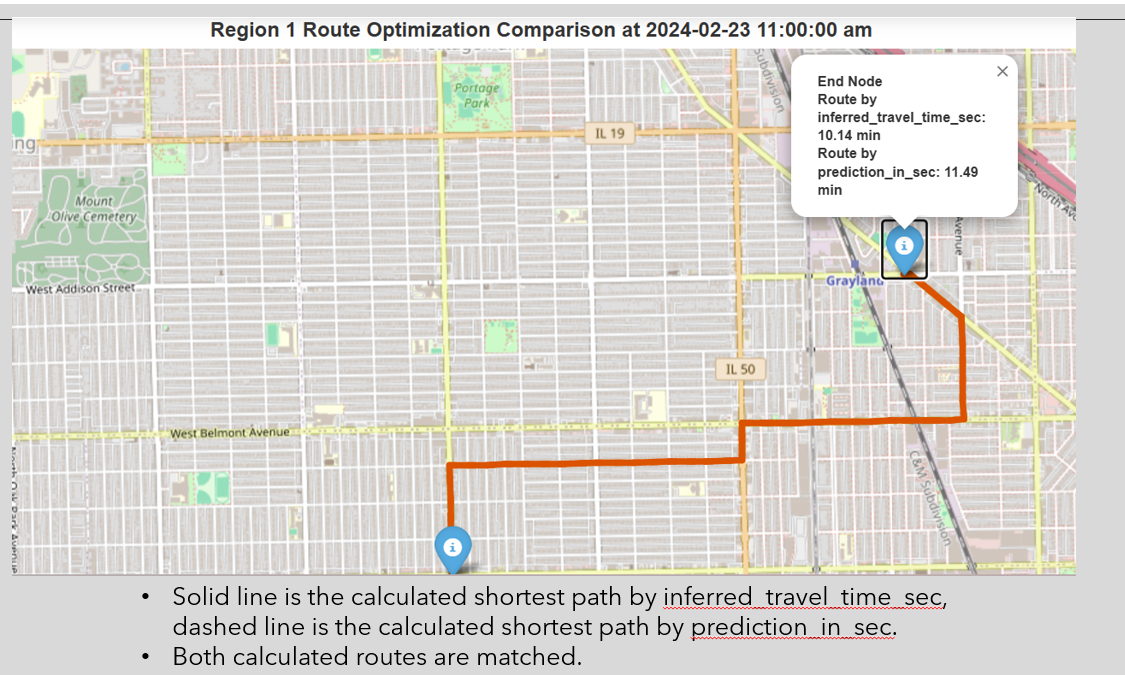 Region 1 Route Optimization Comparison at 2024-02-23 11:00:00 am
Portage
Park
IL 19
Subdivision
×
End Node
Route by
inferred_travel_time_sec:
10.14 min
Route by
prediction_in_sec: 11.49
min
ing
Mount
Olive Cemetery
North Av
Avenue
West Addison Street
Grayland
IL 50
West Belmont Avenue
North Oak Park Avenue
C&M Subdivision
• Solid line is the calculated shortest path by inferred_travel_time_sec,
dashed line is the calculated shortest path by prediction_in_sec.
• Both calculated routes are matched.